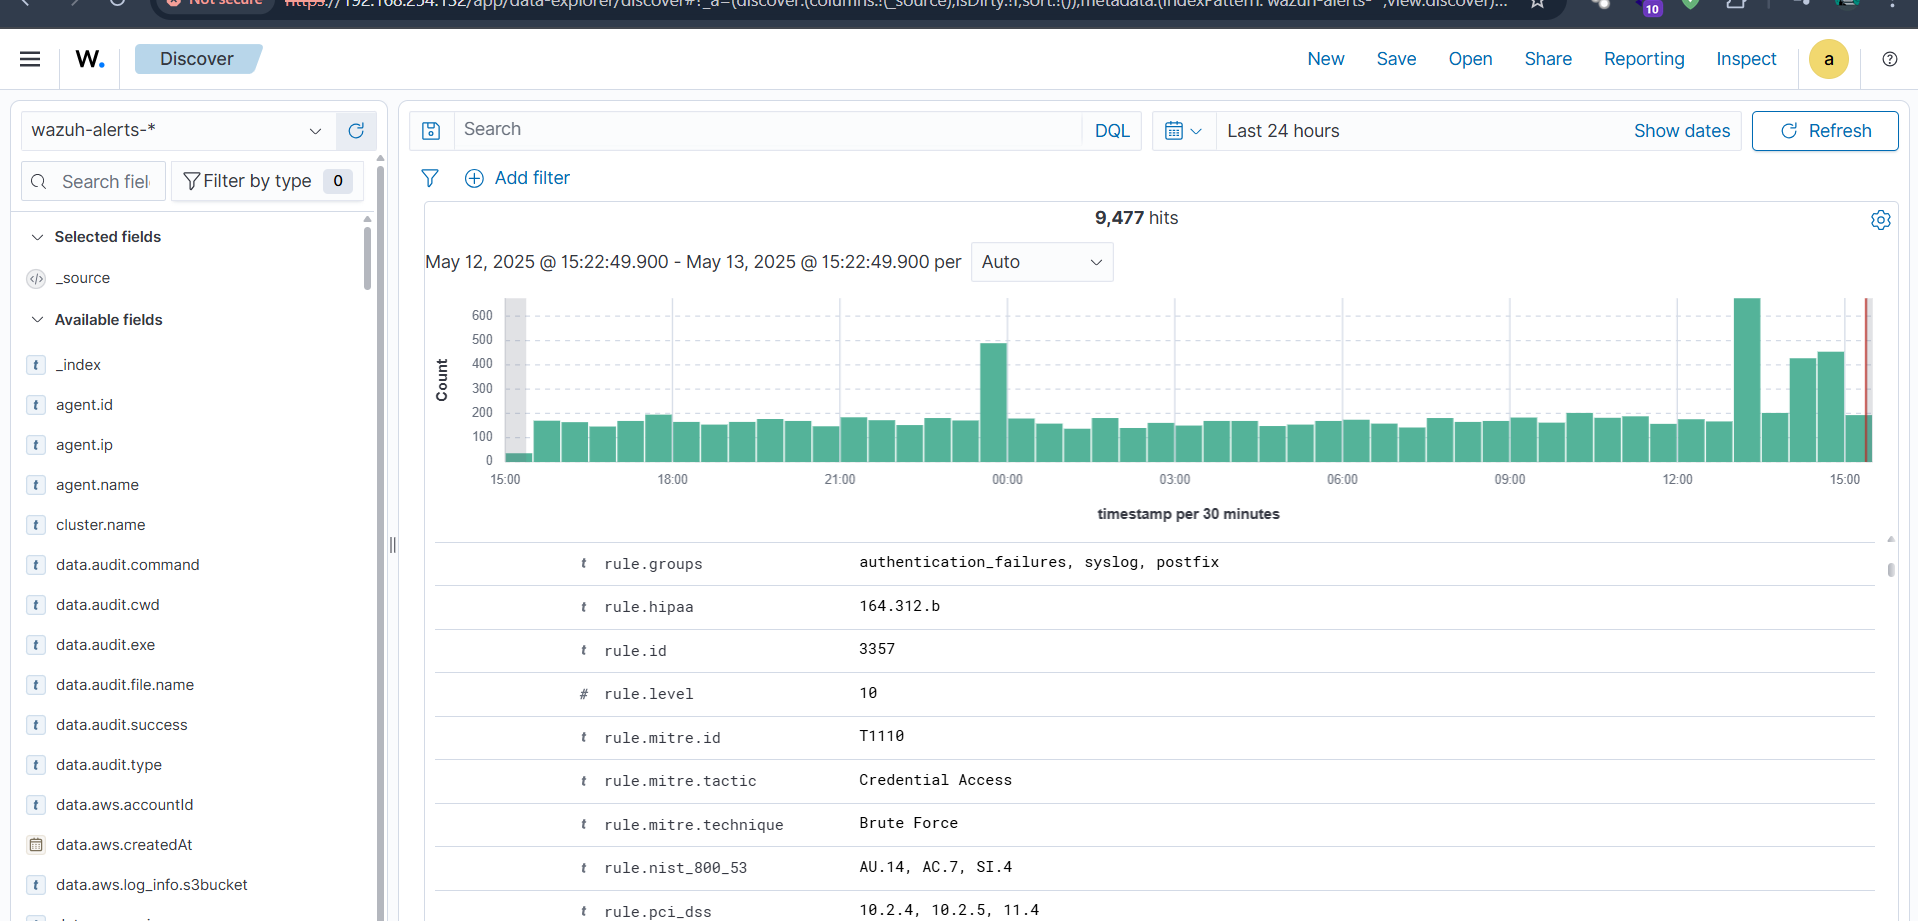 Not secure https://192.168.254.132/app/data-explorer/discover#?_a=(discover:(columns:!(_source),isDirty:!f,sort:!()),metadata:(indexPattern:'wazuh-alerts-*',view:discover)...
10
W. Discover New Save Open Share Reporting Inspect a
wazuh-alerts-* Search DQL Last 24 hours Show dates Refresh
Search fiel Filter by type 0 Add filter
Selected fields
_source
Available fields
_index
agent.id
agent.ip
agent.name
cluster.name
data.audit.command
data.audit.cwd
data.audit.exe
data.audit.file.name
data.audit.success
data.audit.type
data.aws.accountId
data.aws.createdAt
data.aws.log_info.s3bucket
9,477 hits
May 12, 2025 @ 15:22:49.900 - May 13, 2025 @ 15:22:49.900 per Auto
Count
600
500
400
300
200
100
0
15:00 18:00 21:00 00:00 03:00 06:00 09:00 12:00 15:00
timestamp per 30 minutes
t rule.groups authentication_failures, syslog, postfix
t rule.hipaa 164.312.b
t rule.id 3357
# rule.level 10
t rule.mitre.id T1110
t rule.mitre.tactic Credential Access
t rule.mitre.technique Brute Force
t rule.nist_800_53 AU.14, AC.7, SI.4
t rule.pci_dss 10.2.4, 10.2.5, 11.4